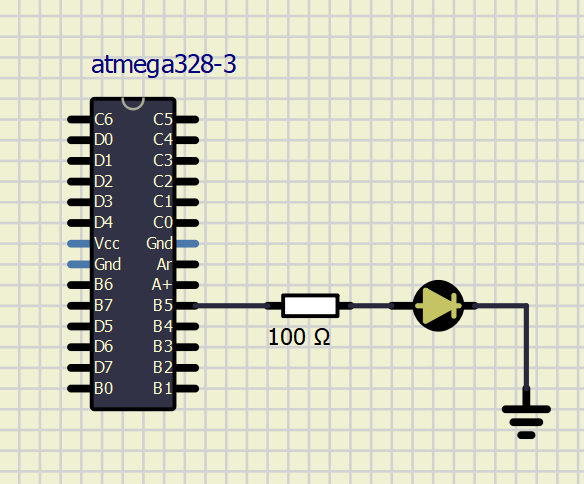 atmega328-3
C6 C5
D0 C4
D1 C3
D2 C2
D3 C1
D4 C0
Vcc Gnd
Gnd Ar
B6 A+
B7 B5
D5 B4
D6 B3
D7 B2
B0 B1
100 Ω